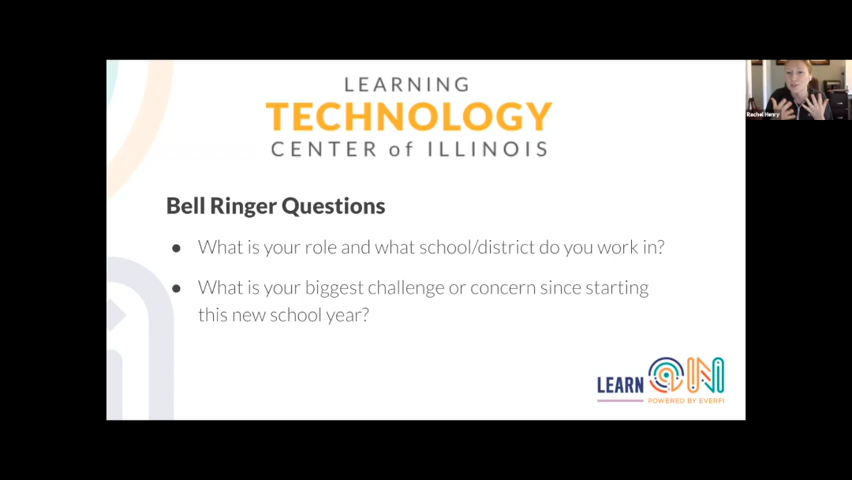 LEARNING
TECHNOLOGY
CENTER of ILLINOIS
Rachel Henry
Bell Ringer Questions
● What is your role and what school/district do you work in?
● What is your biggest challenge or concern since starting
this new school year?
LEARN ON
POWERED BY EVERFI